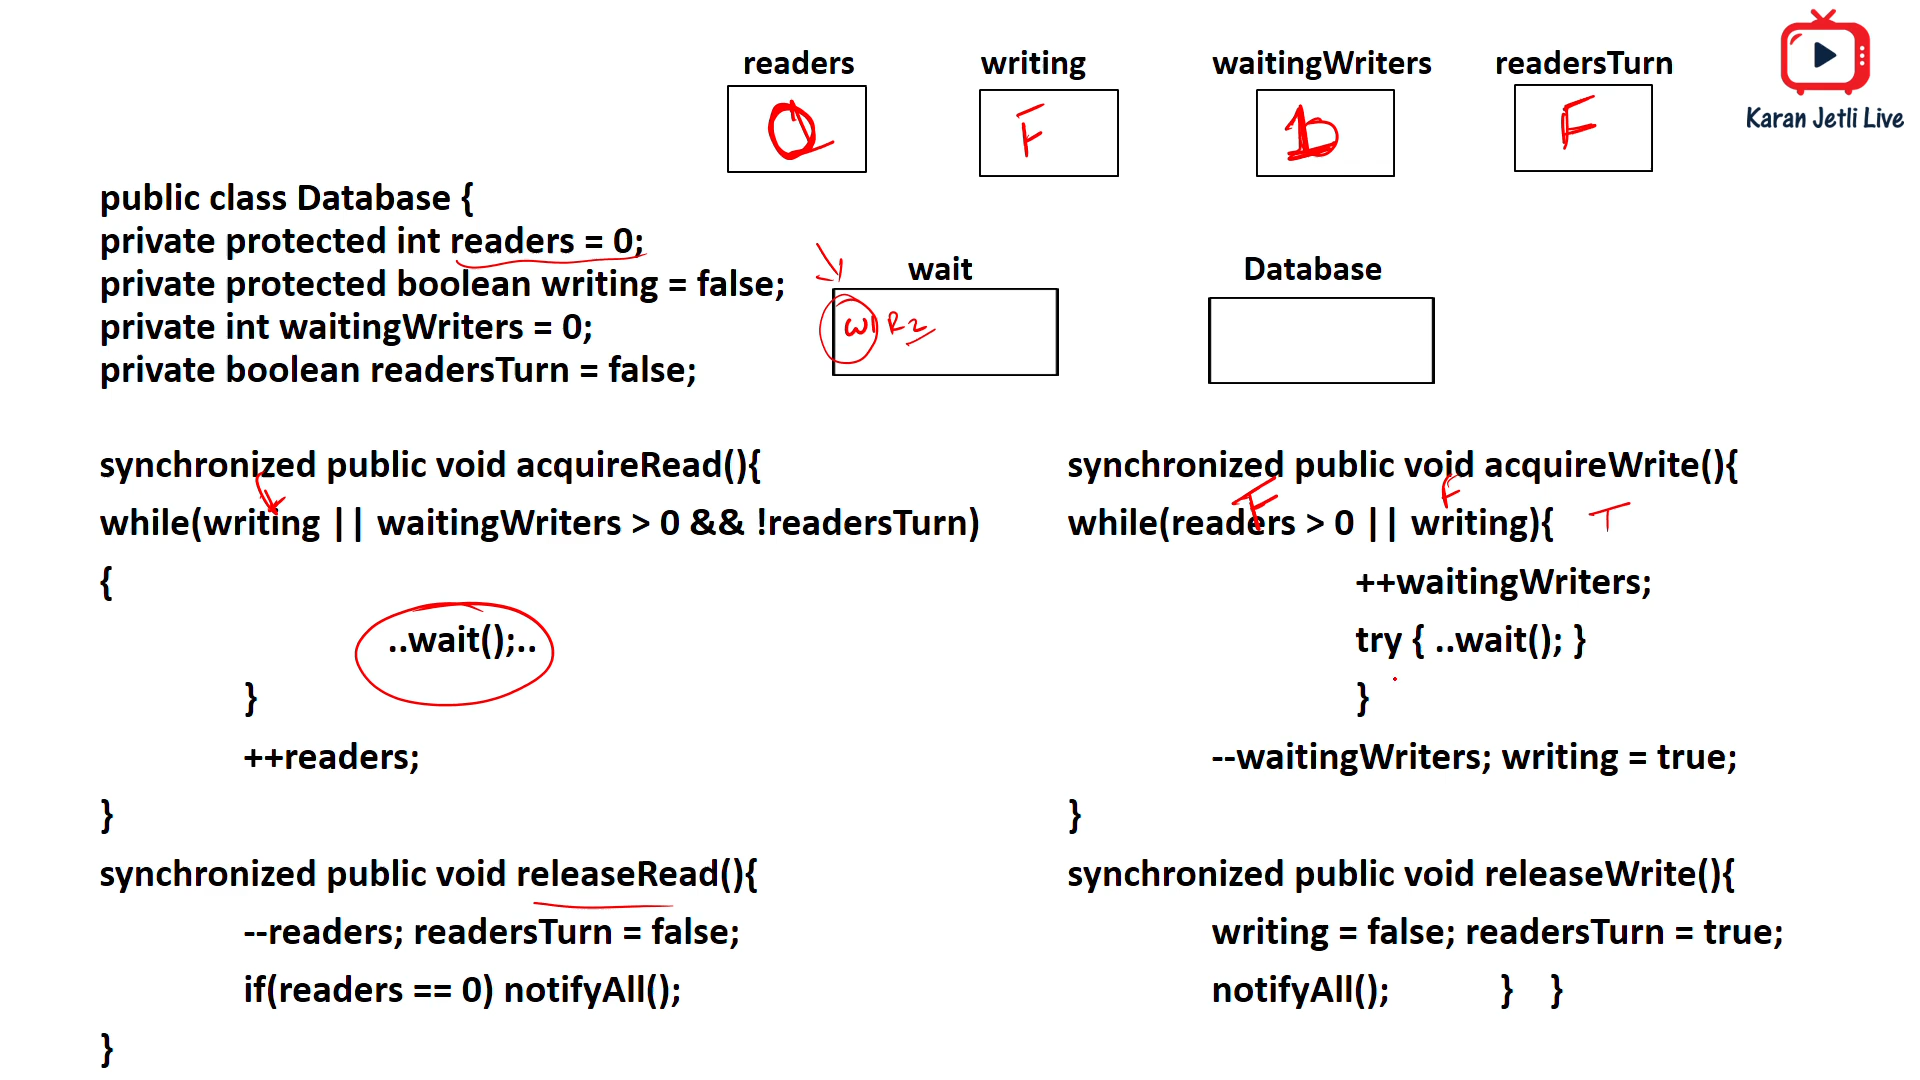 readers writing waitingWriters readersTurn
F F
Karan Jetli Live
public class Database {
private protected int readers = 0;
private protected boolean writing = false;
private int waitingWriters = 0;
private boolean readersTurn = false;
wait Database
W1 R2
synchronized public void acquireRead(){
while(writing || waitingWriters > 0 && !readersTurn)
{
..wait();..
}
++readers;
}
synchronized public void releaseRead(){
--readers; readersTurn = false;
if(readers == 0) notifyAll();
}
synchronized public void acquireWrite(){
F F T
while(readers > 0 || writing){
++waitingWriters;
try { ..wait(); }
}
--waitingWriters; writing = true;
}
synchronized public void releaseWrite(){
writing = false; readersTurn = true;
notifyAll(); } }